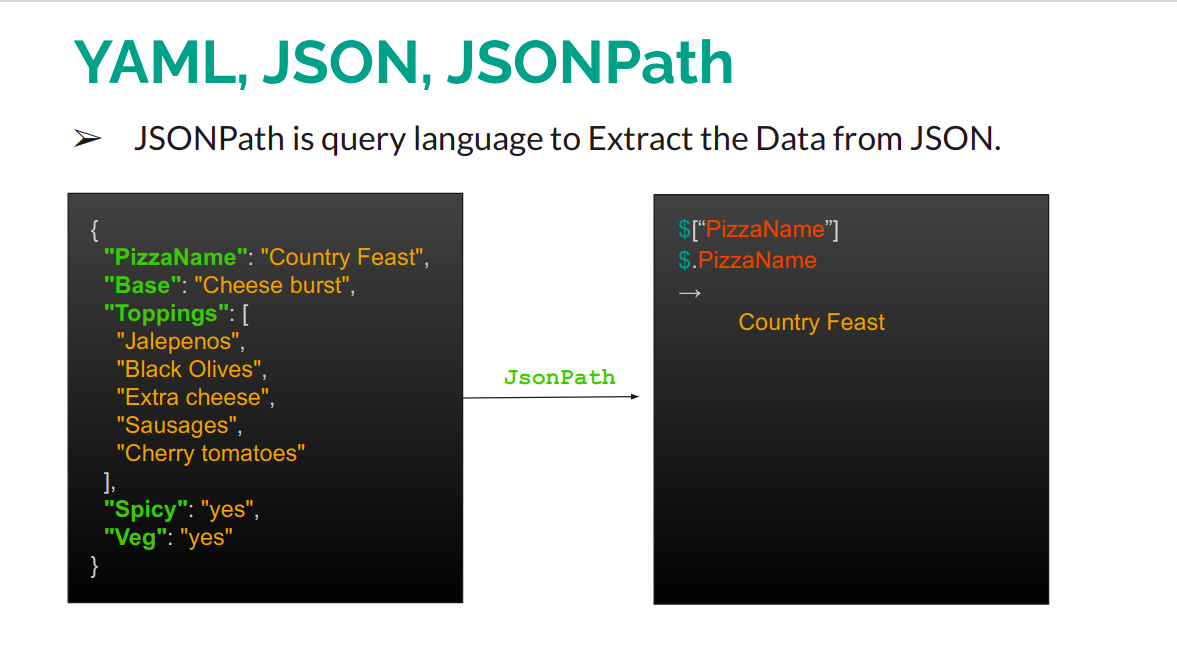 YAML, JSON, JSONPath
➢ JSONPath is query language to Extract the Data from JSON.
{
"PizzaName": "Country Feast",
"Base": "Cheese burst",
"Toppings": [
"Jalepenos",
"Black Olives",
"Extra cheese",
"Sausages",
"Cherry tomatoes"
],
"Spicy": "yes",
"Veg": "yes"
}
JsonPath
$[“PizzaName”]
$.PizzaName
→
Country Feast